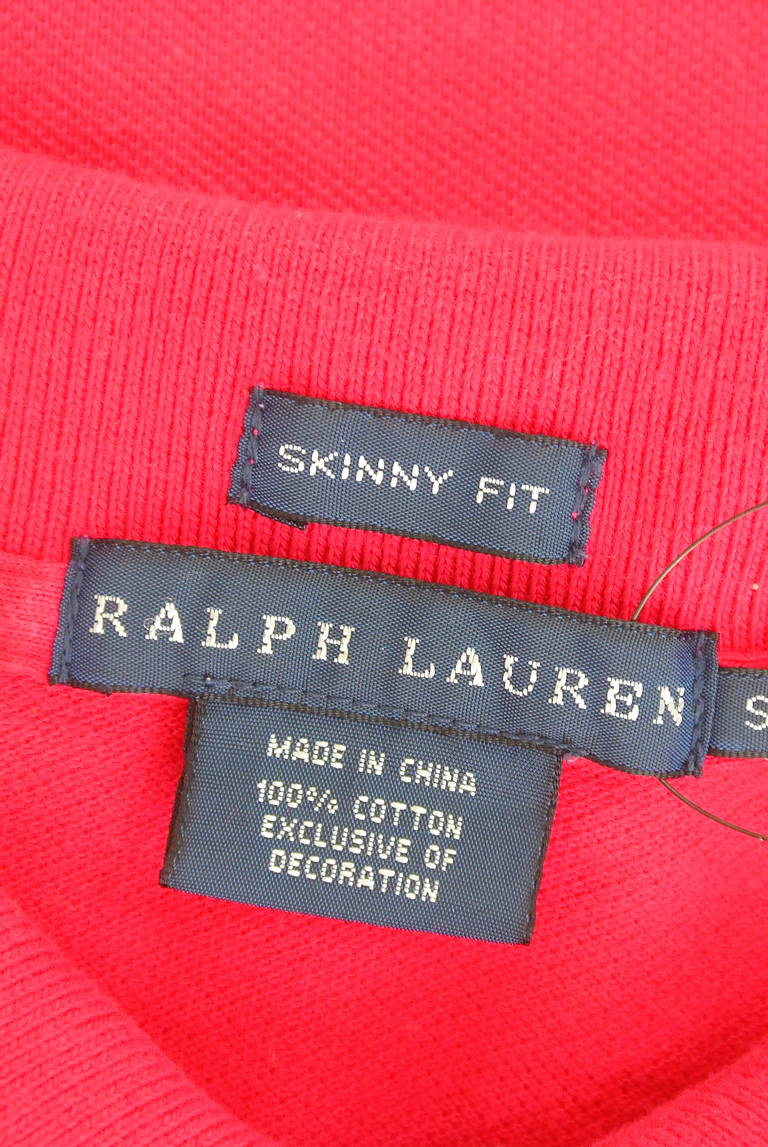 SKINNY FIT
RALPH LAUREN
S
MADE IN CHINA
100% COTTON
EXCLUSIVE OF
DECORATION